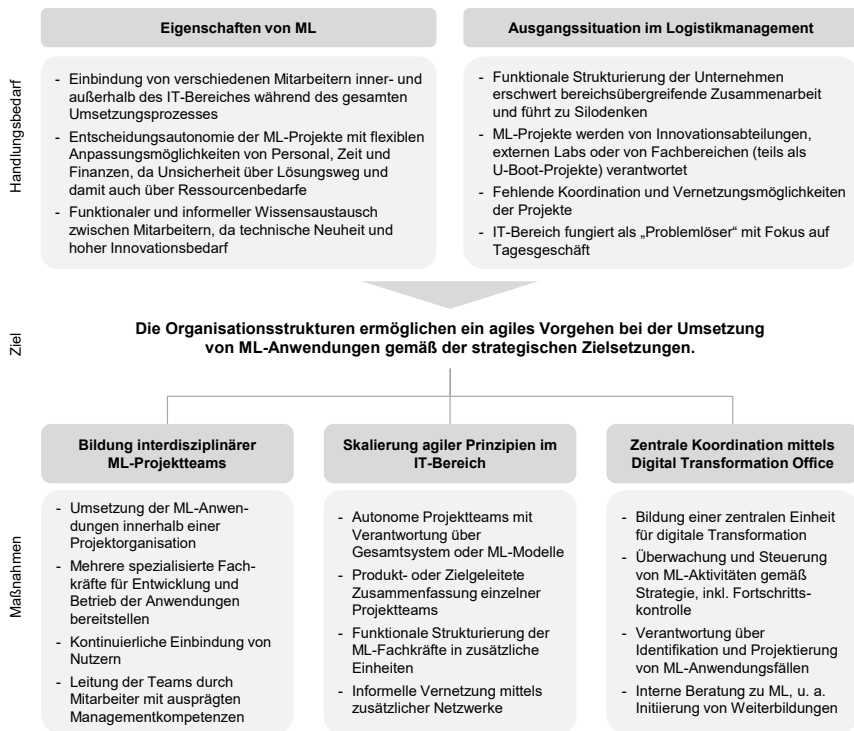 Handlungsbedarf
Eigenschaften von ML
- Einbindung von verschiedenen Mitarbeitern inner- und
außerhalb des IT-Bereiches während des gesamten
Umsetzungsprozesses
- Entscheidungsautonomie der ML-Projekte mit flexiblen
Anpassungsmöglichkeiten von Personal, Zeit und
Finanzen, da Unsicherheit über Lösungsweg und
damit auch über Ressourcenbedarfe
- Funktionaler und informeller Wissensaustausch
zwischen Mitarbeitern, da technische Neuheit und
hoher Innovationsbedarf
Ausgangssituation im Logistikmanagement
- Funktionale Strukturierung der Unternehmen
erschwert bereichsübergreifende Zusammenarbeit
und führt zu Silodenken
- ML-Projekte werden von Innovationsabteilungen,
externen Labs oder von Fachbereichen (teils als
U-Boot-Projekte) verantwortet
- Fehlende Koordination und Vernetzungsmöglichkeiten
der Projekte
- IT-Bereich fungiert als „Problemlöser“ mit Fokus auf
Tagesgeschäft
Ziel
Die Organisationsstrukturen ermöglichen ein agiles Vorgehen bei der Umsetzung
von ML-Anwendungen gemäß der strategischen Zielsetzungen.
Maßnahmen
Bildung interdisziplinärer
ML-Projektteams
- Umsetzung der ML-Anwen-
dungen innerhalb einer
Projektorganisation
- Mehrere spezialisierte Fach-
kräfte für Entwicklung und
Betrieb der Anwendungen
bereitstellen
- Kontinuierliche Einbindung von
Nutzern
- Leitung der Teams durch
Mitarbeiter mit ausprägten
Managementkompetenzen
Skalierung agiler Prinzipien im
IT-Bereich
- Autonome Projektteams mit
Verantwortung über
Gesamtsystem oder ML-Modelle
- Produkt- oder Zielgeleitete
Zusammenfassung einzelner
Projektteams
- Funktionale Strukturierung der
ML-Fachkräfte in zusätzliche
Einheiten
- Informelle Vernetzung mittels
zusätzlicher Netzwerke
Zentrale Koordination mittels
Digital Transformation Office
- Bildung einer zentralen Einheit
für digitale Transformation
- Überwachung und Steuerung
von ML-Aktivitäten gemäß
Strategie, inkl. Fortschritts-
kontrolle
- Verantwortung über
Identifikation und Projektierung
von ML-Anwendungsfällen
- Interne Beratung zu ML, u. a.
Initiierung von Weiterbildungen